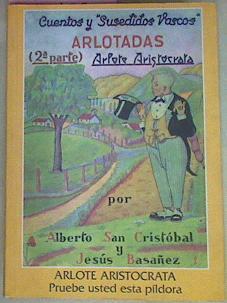 Cuentos y "Susedidos Vascos"
ARLOTADAS
(2ª parte) Arlote Aristocrata
por
Alberto San Cristóbal
y
Jesús Basañez
ARLOTE ARISTOCRATA
Pruebe usted esta píldora